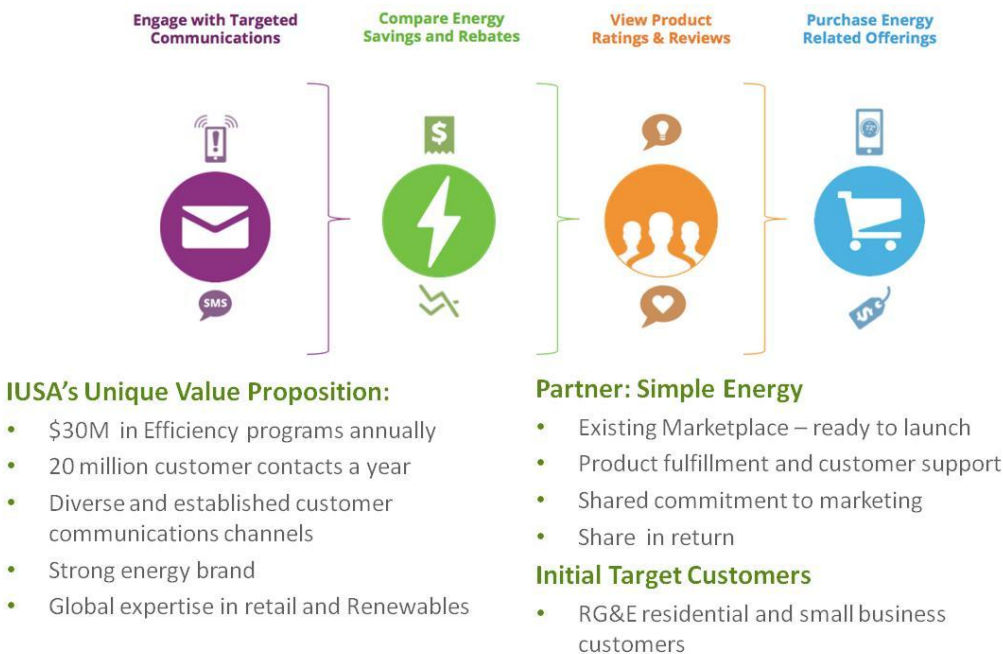 Engage with Targeted
Communications
Compare Energy
Savings and Rebates
View Product
Ratings & Reviews
Purchase Energy
Related Offerings
!
$
72°
SMS
$
IUSA's Unique Value Proposition:
• $30M in Efficiency programs annually
• 20 million customer contacts a year
• Diverse and established customer
communications channels
• Strong energy brand
• Global expertise in retail and Renewables
Partner: Simple Energy
• Existing Marketplace – ready to launch
• Product fulfillment and customer support
• Shared commitment to marketing
• Share in return
Initial Target Customers
• RG&E residential and small business
customers